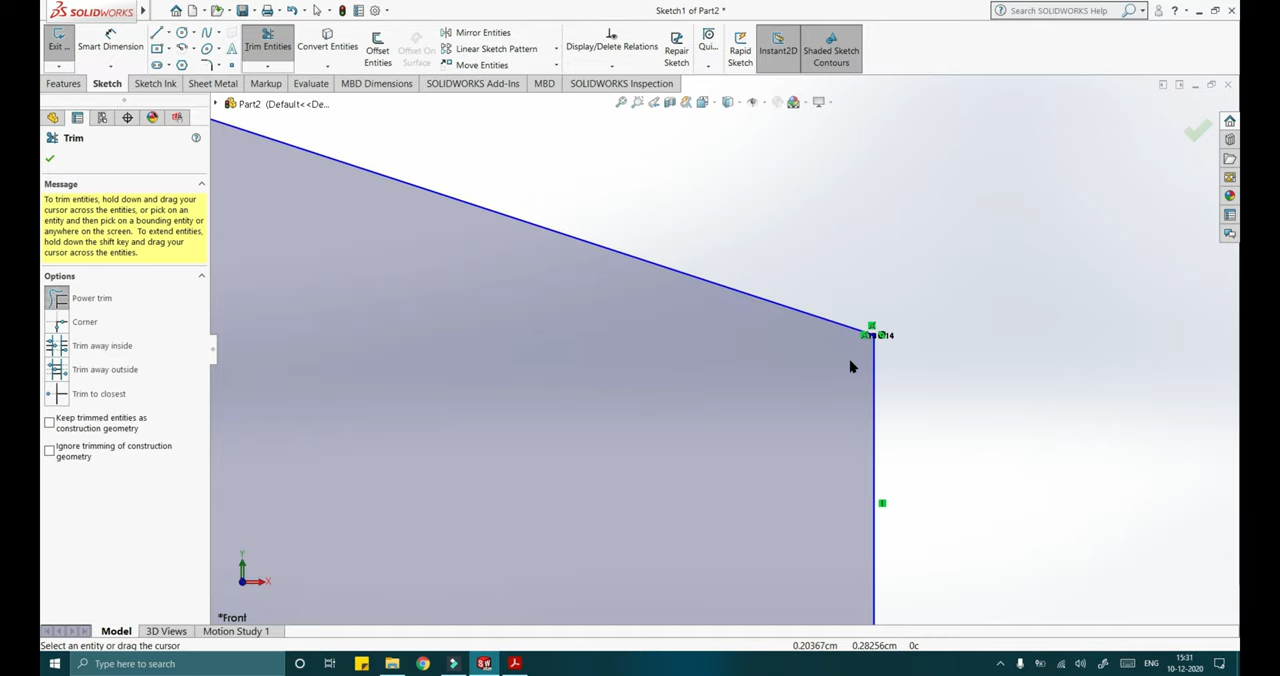 SOLIDWORKS
Sketch1 of Part2 *
Search SOLIDWORKS Help
Exit ...
Smart Dimension
Trim Entities
Convert Entities
Offset Entities
Offset On Surface
Mirror Entities
Linear Sketch Pattern
Move Entities
Display/Delete Relations
Repair Sketch
Qui...
Rapid Sketch
Instant2D
Shaded Sketch Contours
Features
Sketch
Sketch Ink
Sheet Metal
Markup
Evaluate
MBD Dimensions
SOLIDWORKS Add-Ins
MBD
SOLIDWORKS Inspection
Part2 (Default<<De...
Trim
Message
To trim entities, hold down and drag your
cursor across the entities, or pick on an
entity and then pick on a bounding entity or
anywhere on the screen. To extend entities,
hold down the shift key and drag your
cursor across the entities.
Options
Power trim
Corner
Trim away inside
Trim away outside
Trim to closest
Keep trimmed entities as
construction geometry
Ignore trimming of construction
geometry
Y
X
*Front
Model
3D Views
Motion Study 1
Select an entity or drag the cursor
0.20367cm
0.28256cm
0c
Type here to search
ENG
15:31
10-12-2020